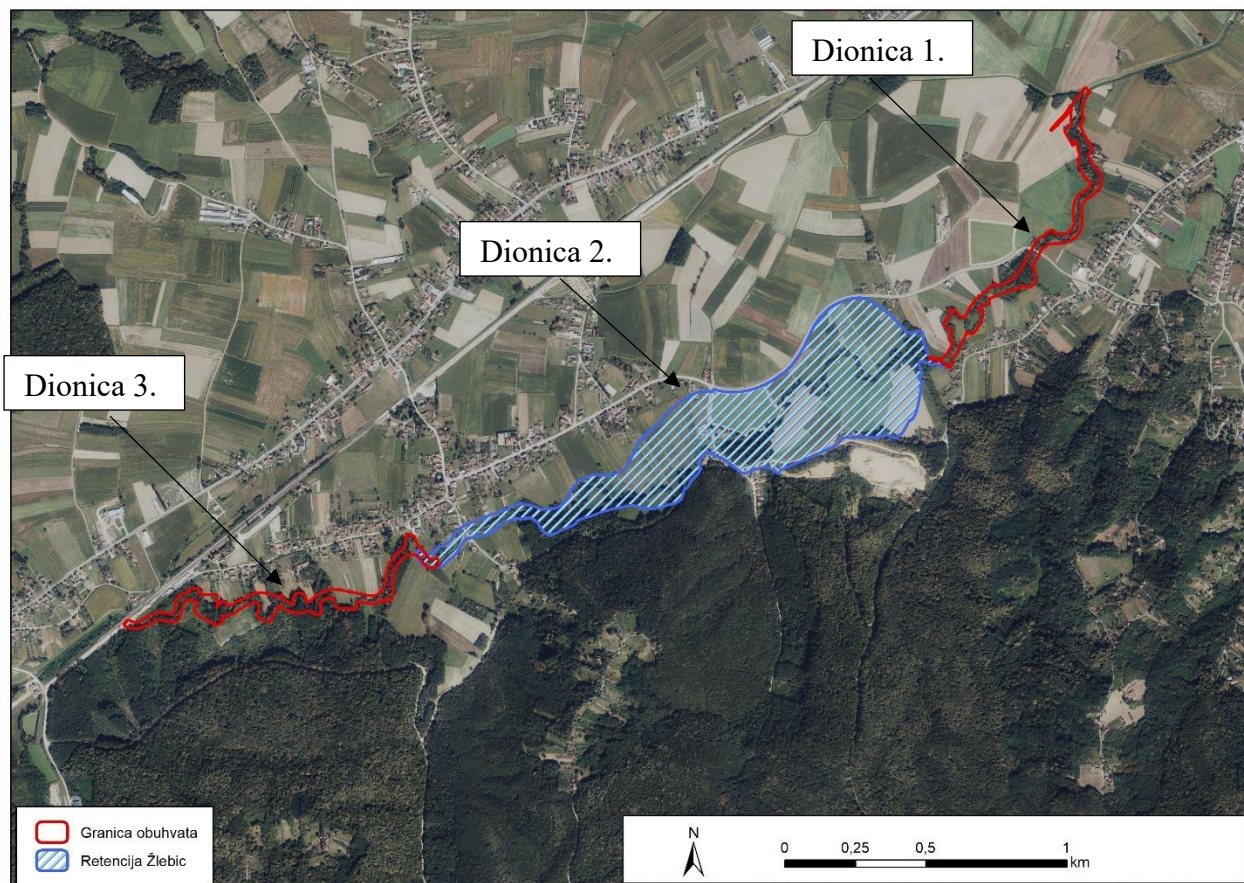 Dionica 1.
Dionica 2.
Dionica 3.
Granica obuhvata
Retencija Žlebic
N
0 0,25 0,5 1
km